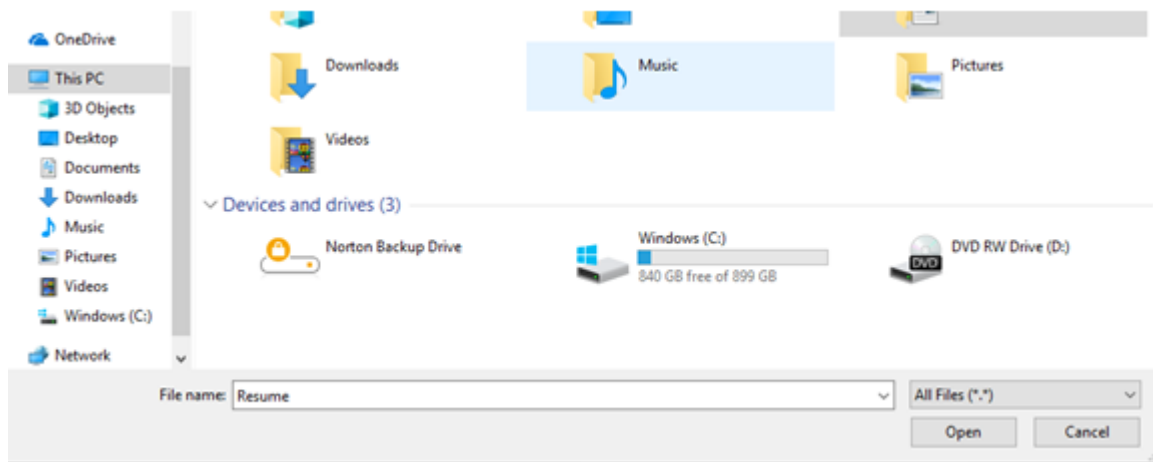 OneDrive
This PC
3D Objects
Desktop
Documents
Downloads
Music
Pictures
Videos
Windows (C:)
Network
Downloads
Music
Pictures
Videos
Devices and drives (3)
Norton Backup Drive
Windows (C:)
840 GB free of 899 GB
DVD RW Drive (D:)
DVD
File name: Resume
All Files (*.*)
Open
Cancel